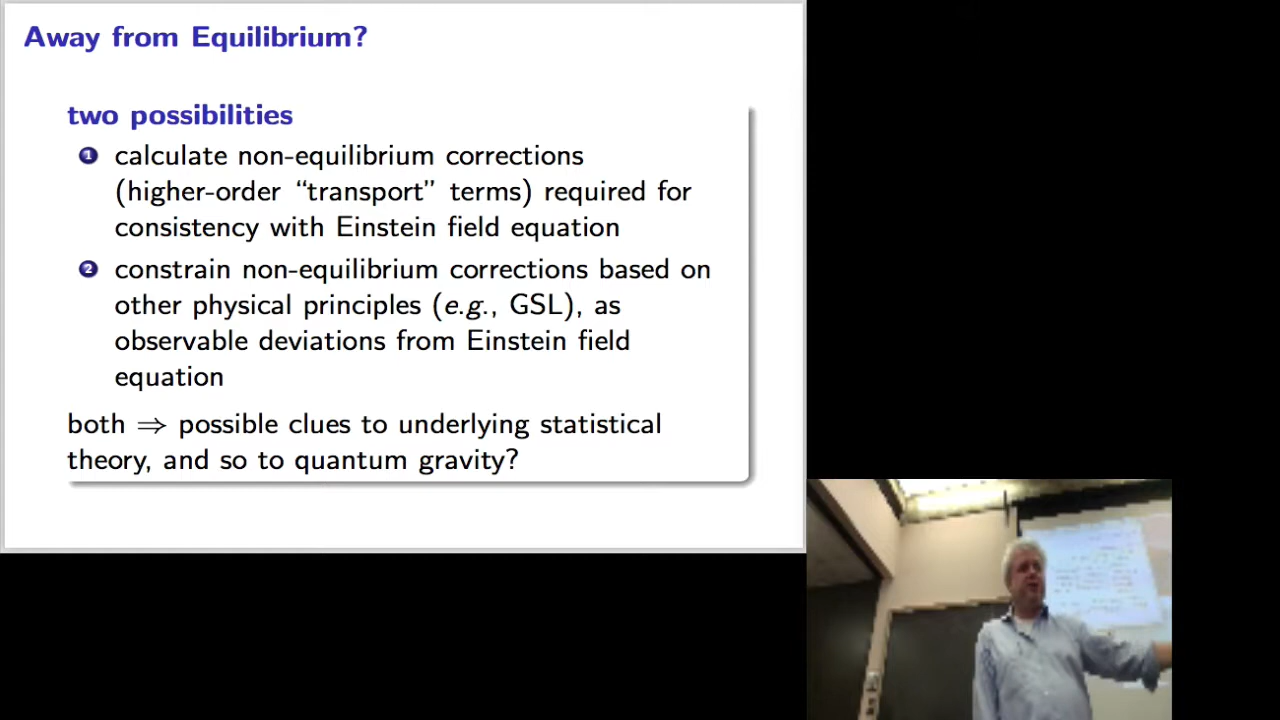 Away from Equilibrium?
two possibilities
1 calculate non-equilibrium corrections
(higher-order “transport” terms) required for
consistency with Einstein field equation
2 constrain non-equilibrium corrections based on
other physical principles (e.g., GSL), as
observable deviations from Einstein field
equation
both ⇒ possible clues to underlying statistical
theory, and so to quantum gravity?